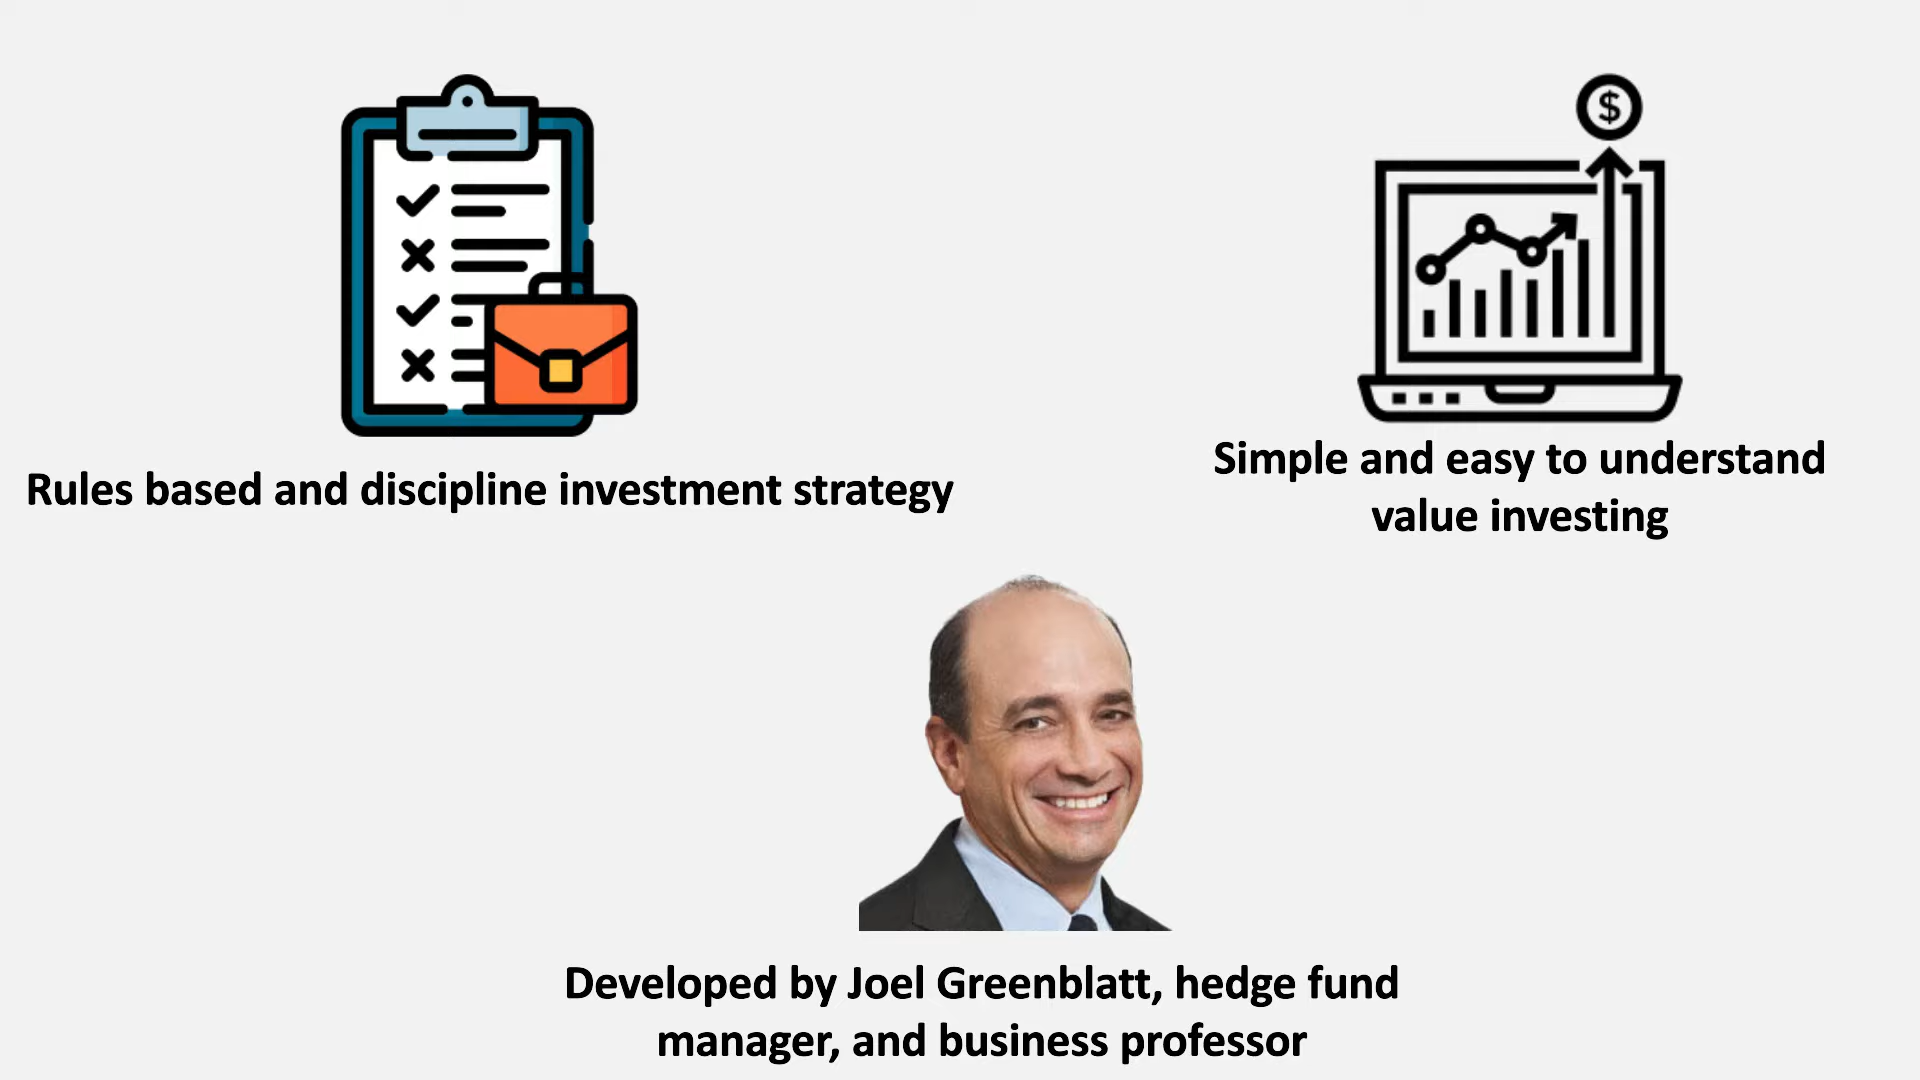 Rules based and discipline investment strategy
Simple and easy to understand
value investing
$
Developed by Joel Greenblatt, hedge fund
manager, and business professor